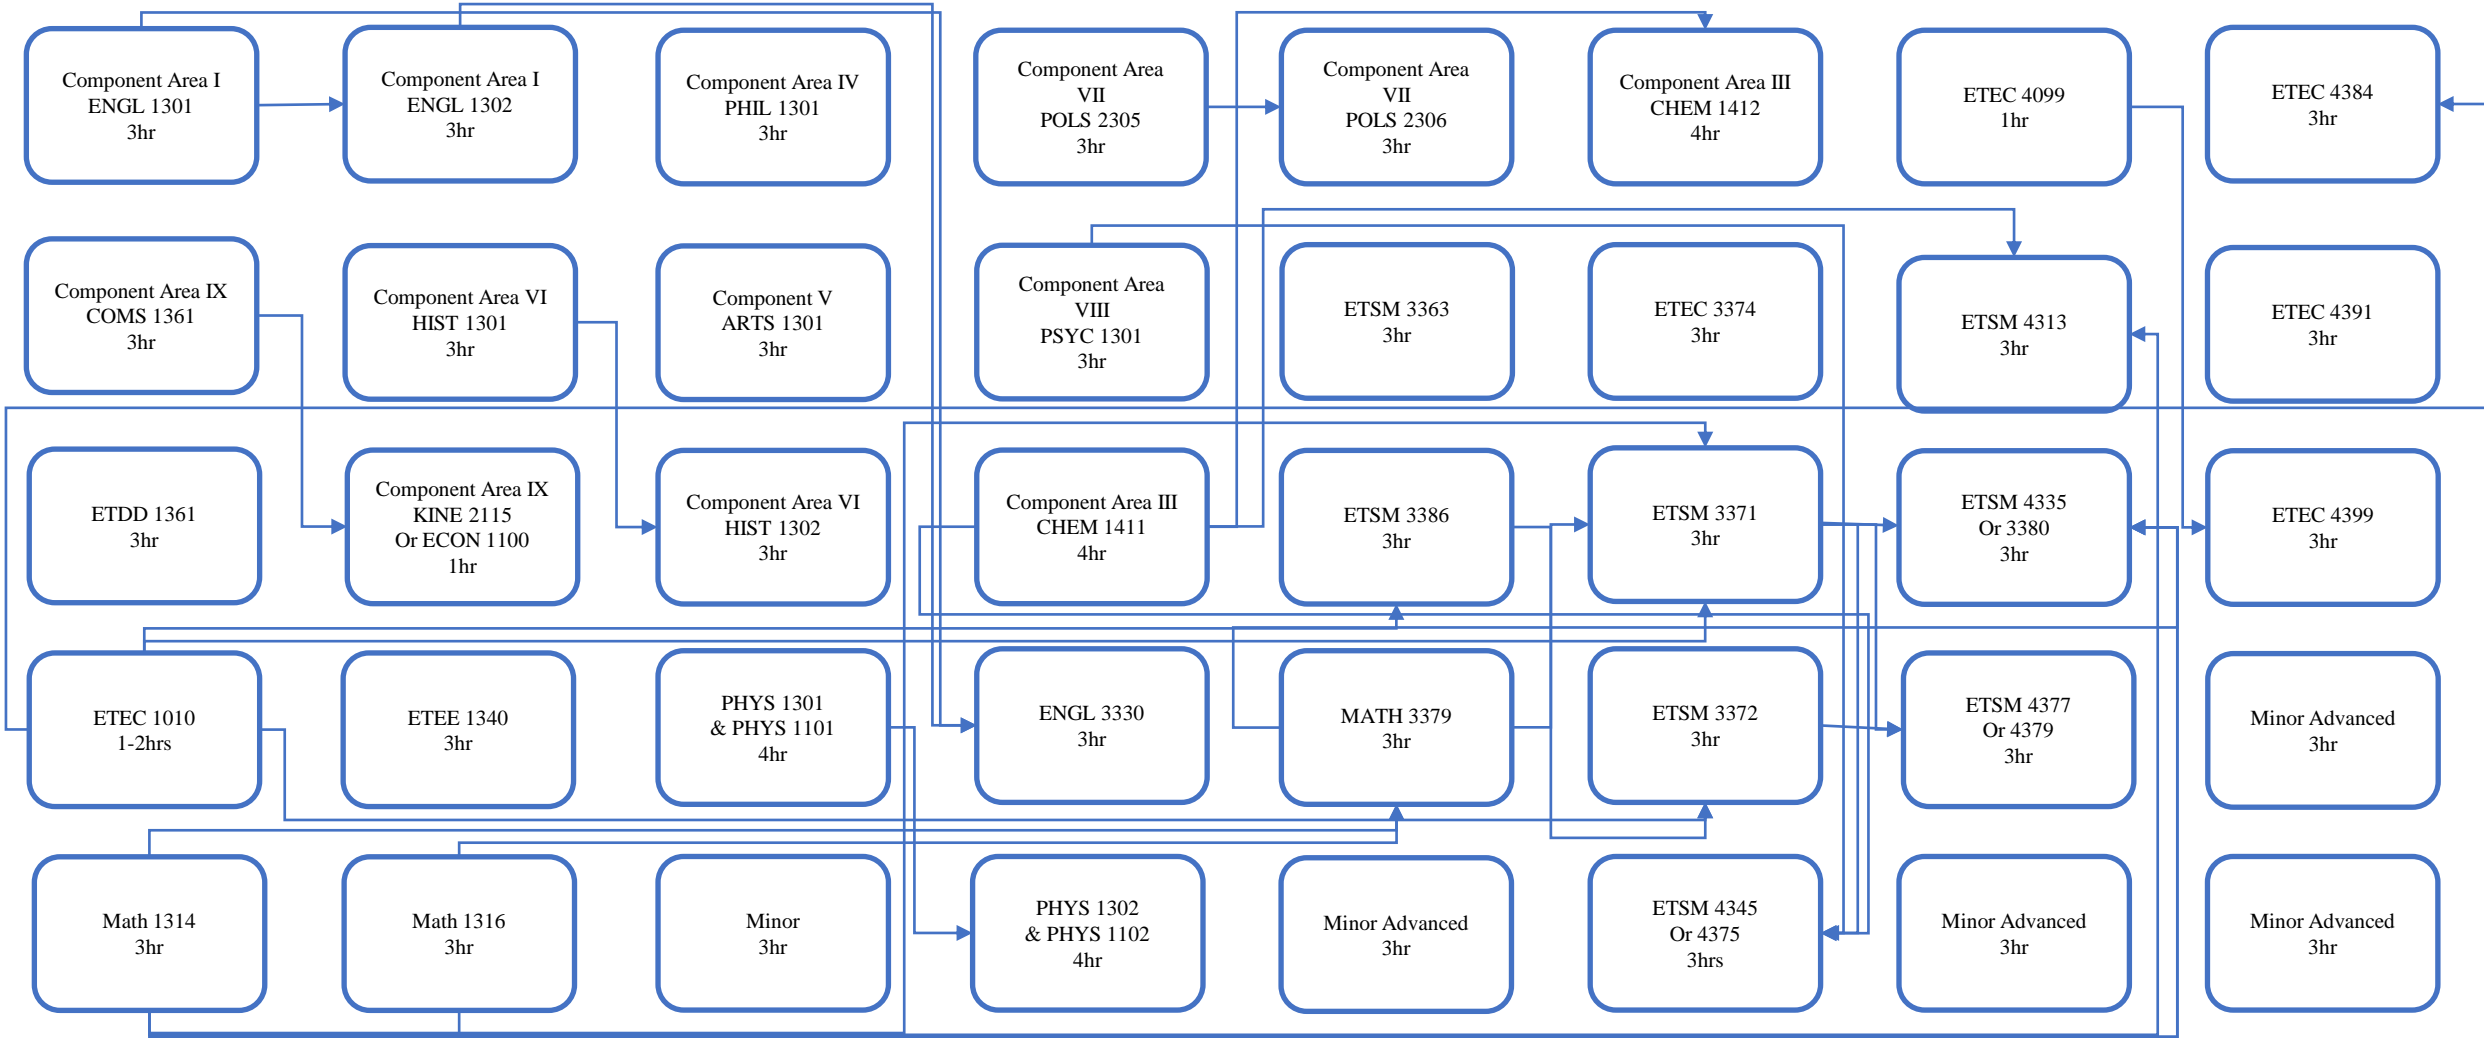 Component Area I
ENGL 1301
3hr
Component Area I
ENGL 1302
3hr
Component Area IV
PHIL 1301
3hr
Component Area
VII
POLS 2305
3hr
Component Area
VII
POLS 2306
3hr
Component Area III
CHEM 1412
4hr
ETEC 4099
1hr
ETEC 4384
3hr
Component Area IX
COMS 1361
3hr
Component Area VI
HIST 1301
3hr
Component V
ARTS 1301
3hr
Component Area
VIII
PSYC 1301
3hr
ETSM 3363
3hr
ETEC 3374
3hr
ETSM 4313
3hr
ETEC 4391
3hr
ETDD 1361
3hr
Component Area IX
KINE 2115
Or ECON 1100
1hr
Component Area VI
HIST 1302
3hr
Component Area III
CHEM 1411
4hr
ETSM 3386
3hr
ETSM 3371
3hr
ETSM 4335
Or 3380
3hr
ETEC 4399
3hr
ETEC 1010
1-2hrs
ETEE 1340
3hr
PHYS 1301
& PHYS 1101
4hr
ENGL 3330
3hr
MATH 3379
3hr
ETSM 3372
3hr
ETSM 4377
Or 4379
3hr
Minor Advanced
3hr
Math 1314
3hr
Math 1316
3hr
Minor
3hr
PHYS 1302
& PHYS 1102
4hr
Minor Advanced
3hr
ETSM 4345
Or 4375
3hrs
Minor Advanced
3hr
Minor Advanced
3hr